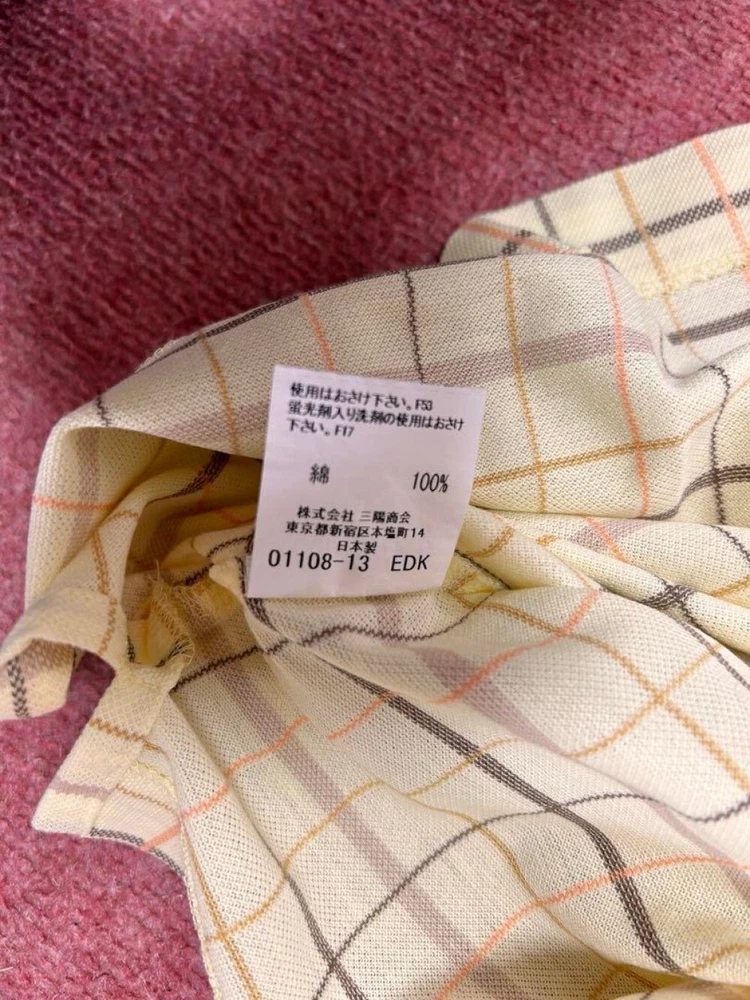 使用はおさけ下さい。F53
蛍光剤入り洗剤の使用はおさけ
下さい。F17
綿 100%
株式会社 三陽商会
東京都新宿区本塩町14
日本製
01108-13 EDK